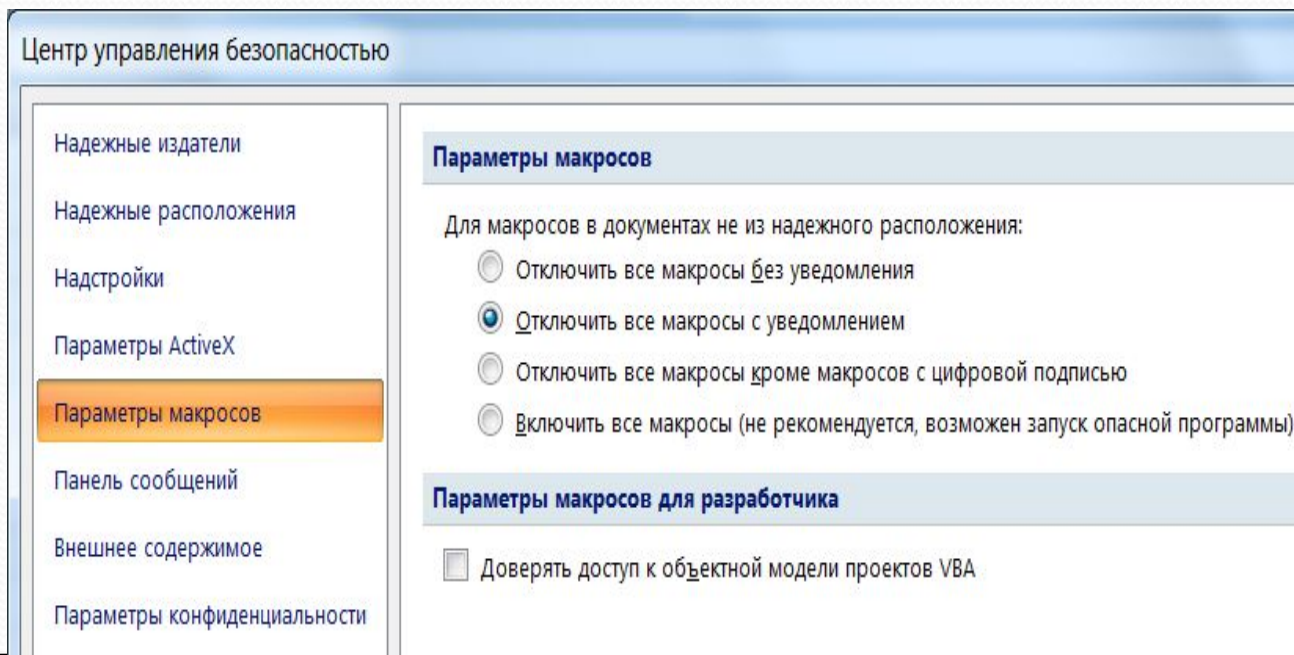 Центр управления безопасностью
Надежные издатели
Надежные расположения
Надстройки
Параметры ActiveX
Параметры макросов
Панель сообщений
Внешнее содержимое
Параметры конфиденциальности
Параметры макросов
Для макросов в документах не из надежного расположения:
Отключить все макросы без уведомления
Отключить все макросы с уведомлением
Отключить все макросы кроме макросов с цифровой подписью
Включить все макросы (не рекомендуется, возможен запуск опасной программы)
Параметры макросов для разработчика
Доверять доступ к объектной модели проектов VBA